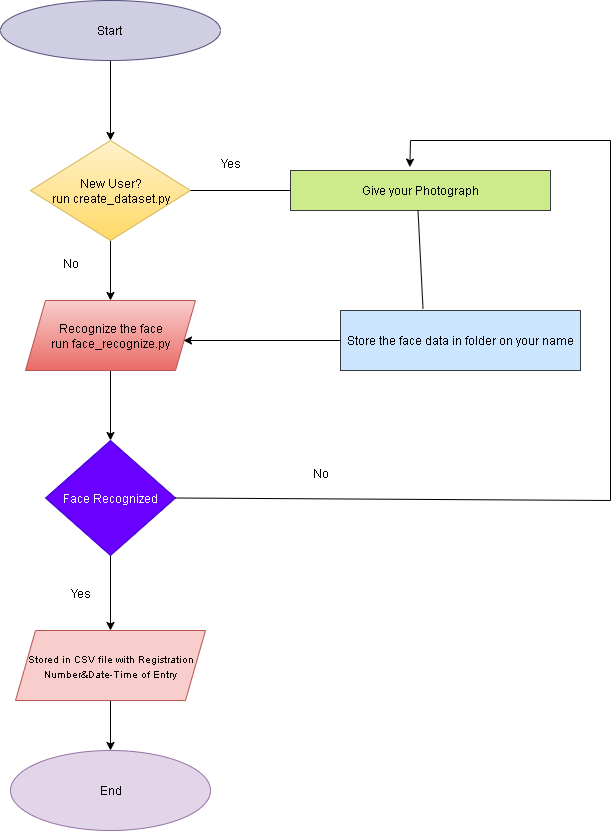 Start
New User?
run create_dataset.py
Yes
Give your Photograph
No
Recognize the face
run face_recognize.py
Store the face data in folder on your name
Face Recognized
No
Yes
Stored in CSV file with Registration
Number&Date-Time of Entry
End